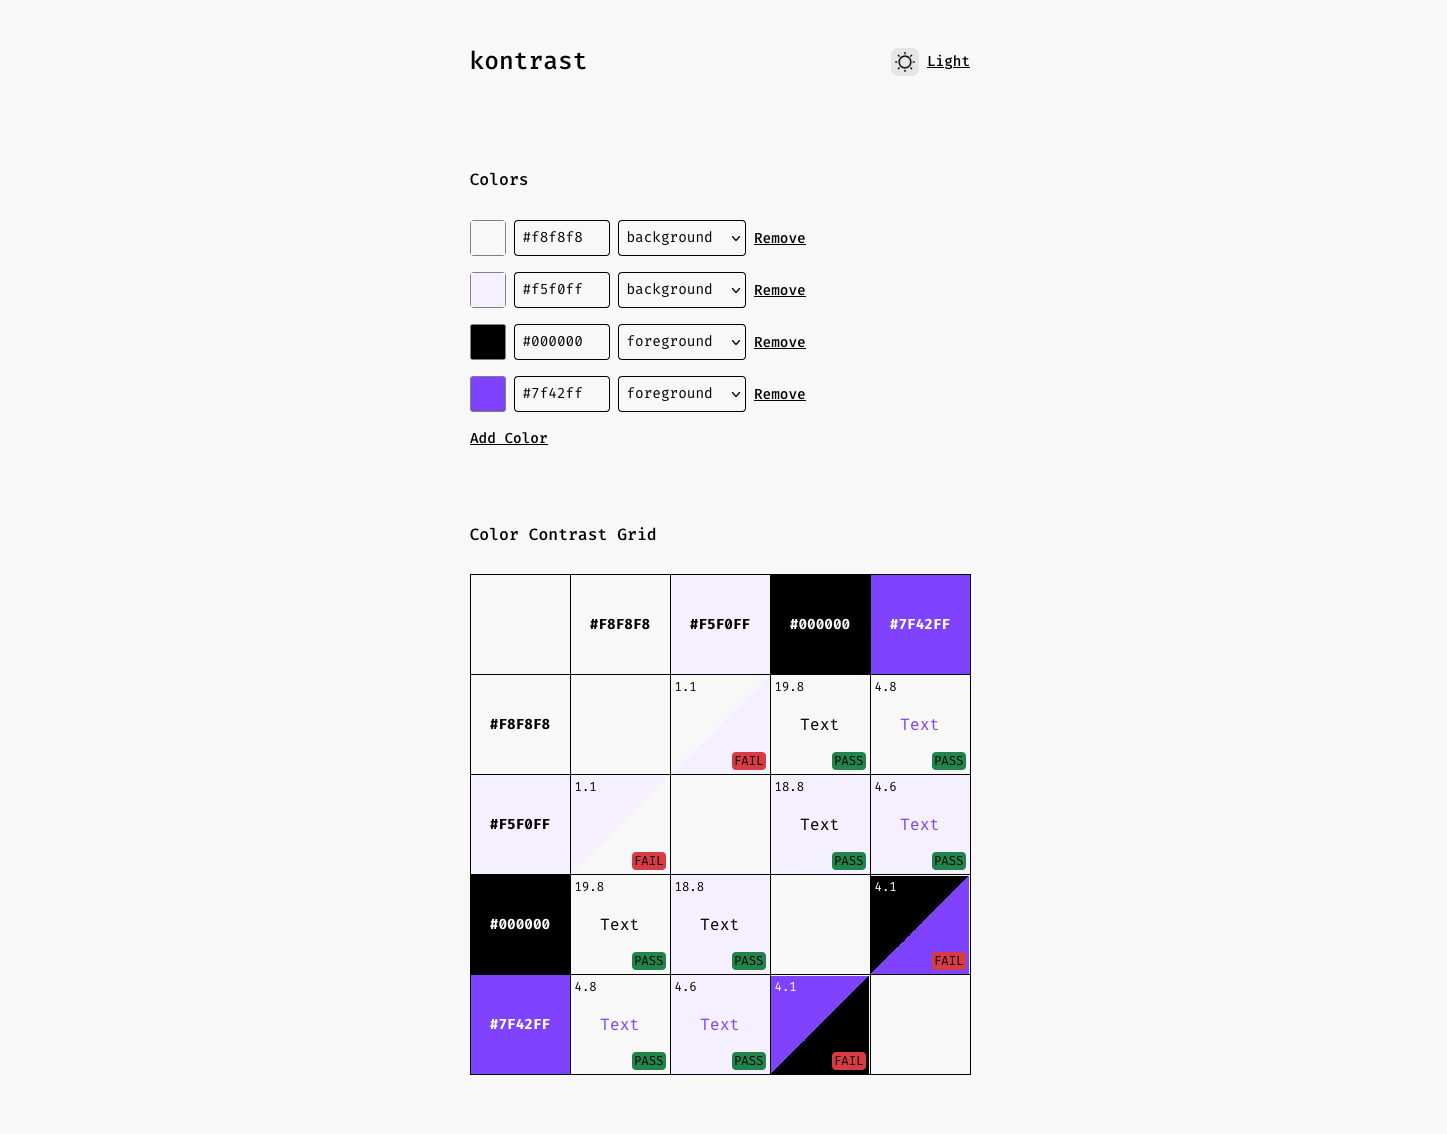 kontrast
Light
Colors
#f8f8f8 background Remove
#f5f0ff background Remove
#000000 foreground Remove
#7f42ff foreground Remove
Add Color
Color Contrast Grid
#F8F8F8 #F5F0FF #000000 #7F42FF
1.1 19.8 4.8
#F8F8F8 Text Text
FAIL PASS PASS
1.1 18.8 4.6
#F5F0FF Text Text
FAIL PASS PASS
19.8 18.8 4.1
#000000 Text Text
PASS PASS FAIL
4.8 4.6 4.1
#7F42FF Text Text
PASS PASS FAIL